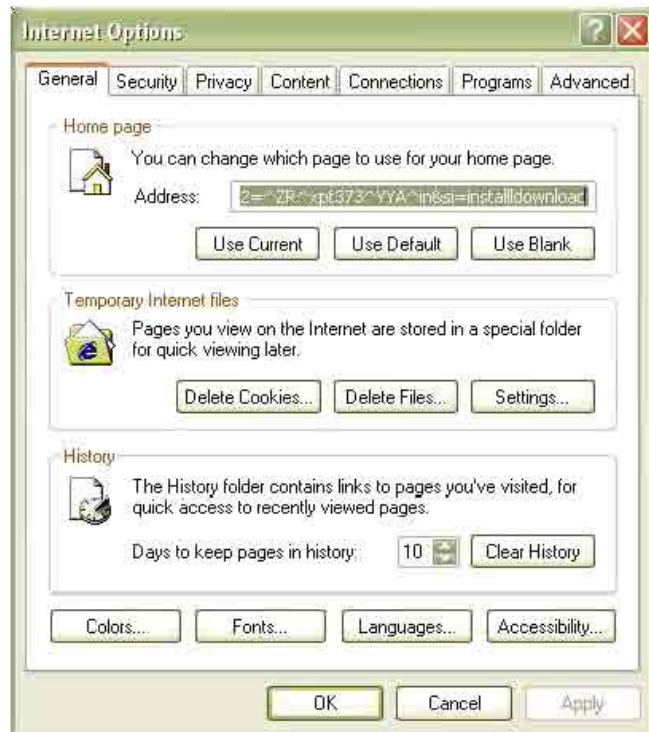 Internet Options
General Security Privacy Content Connections Programs Advanced
Home page
You can change which page to use for your home page.
Address: 2=^ZR^xpt373^YYA^in&si=installdownload
Use Current Use Default Use Blank
Temporary Internet files
Pages you view on the Internet are stored in a special folder
for quick viewing later.
Delete Cookies... Delete Files... Settings...
History
The History folder contains links to pages you've visited, for
quick access to recently viewed pages.
Days to keep pages in history: 10 Clear History
Colors... Fonts... Languages... Accessibility...
OK Cancel Apply